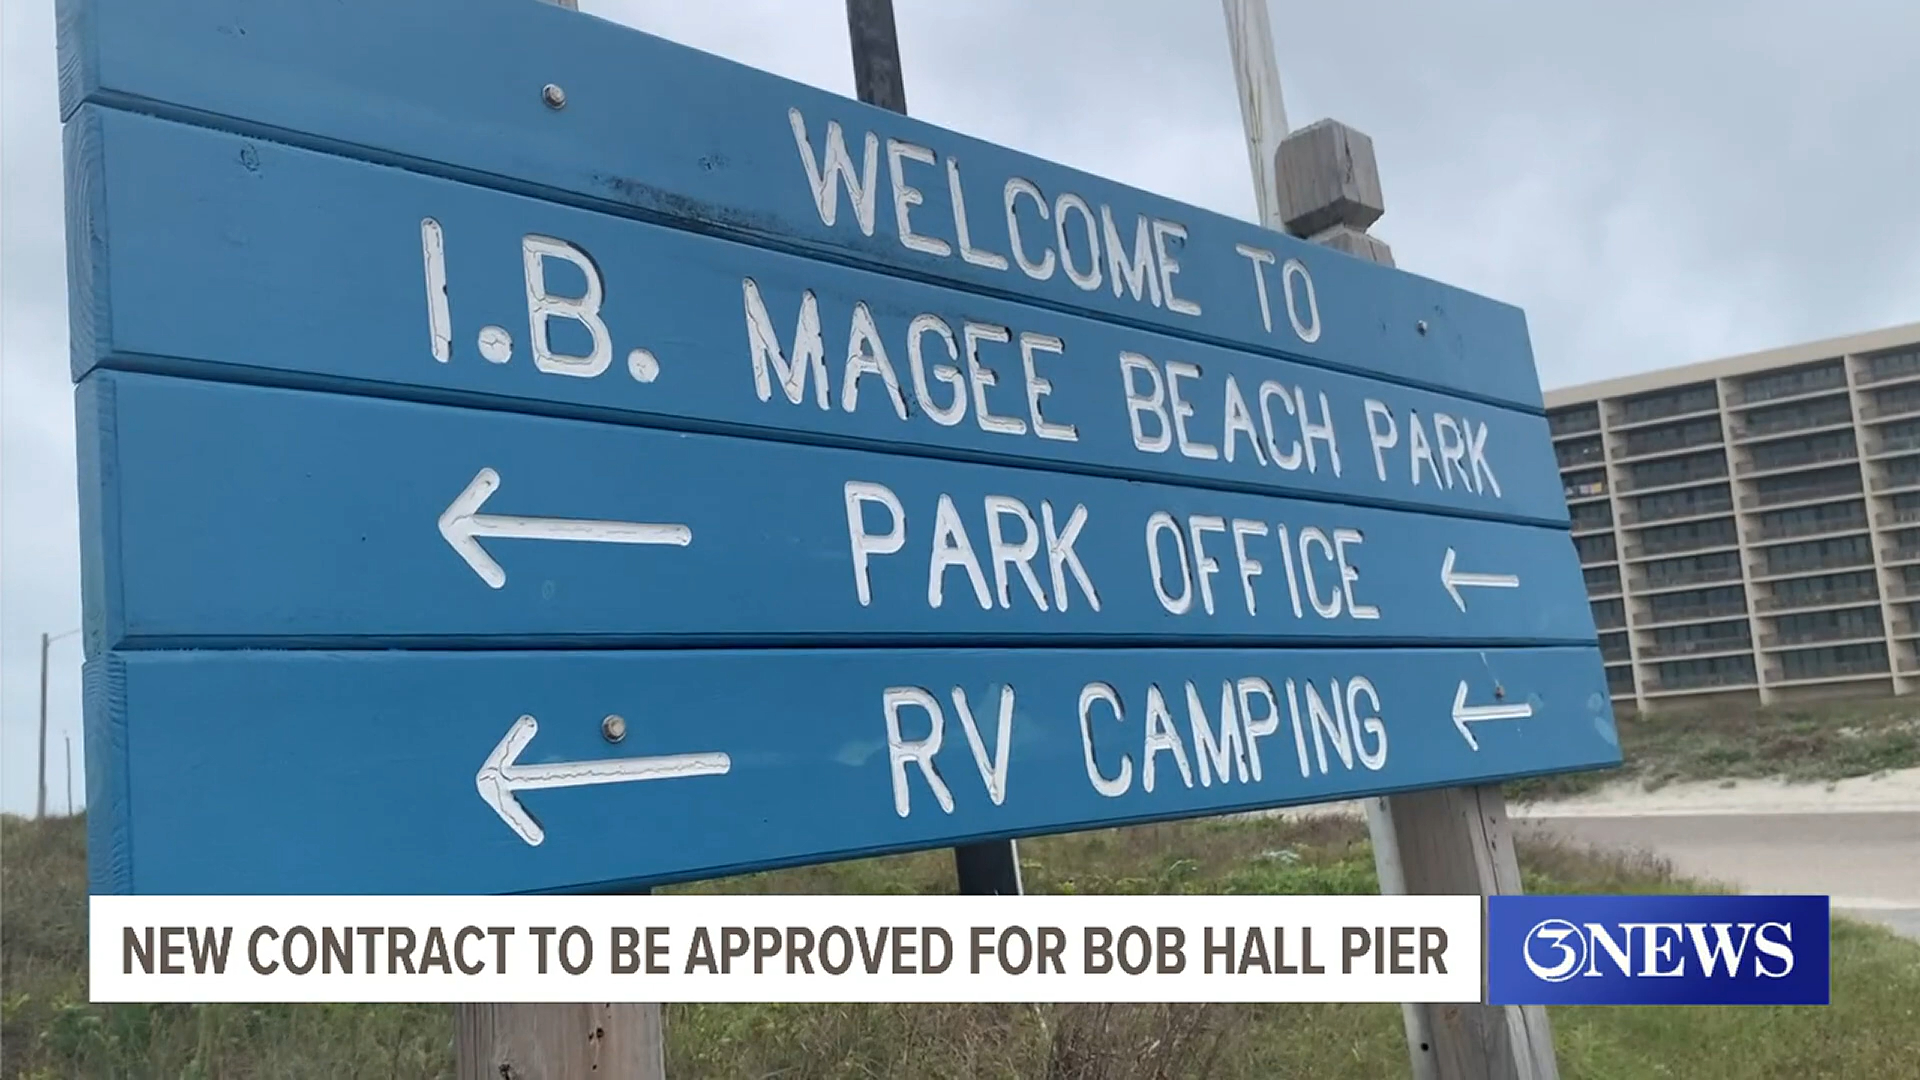 WELCOME TO
I.B. MAGEE BEACH PARK
← PARK OFFICE ←
← RV CAMPING ←
NEW CONTRACT TO BE APPROVED FOR BOB HALL PIER
3NEWS